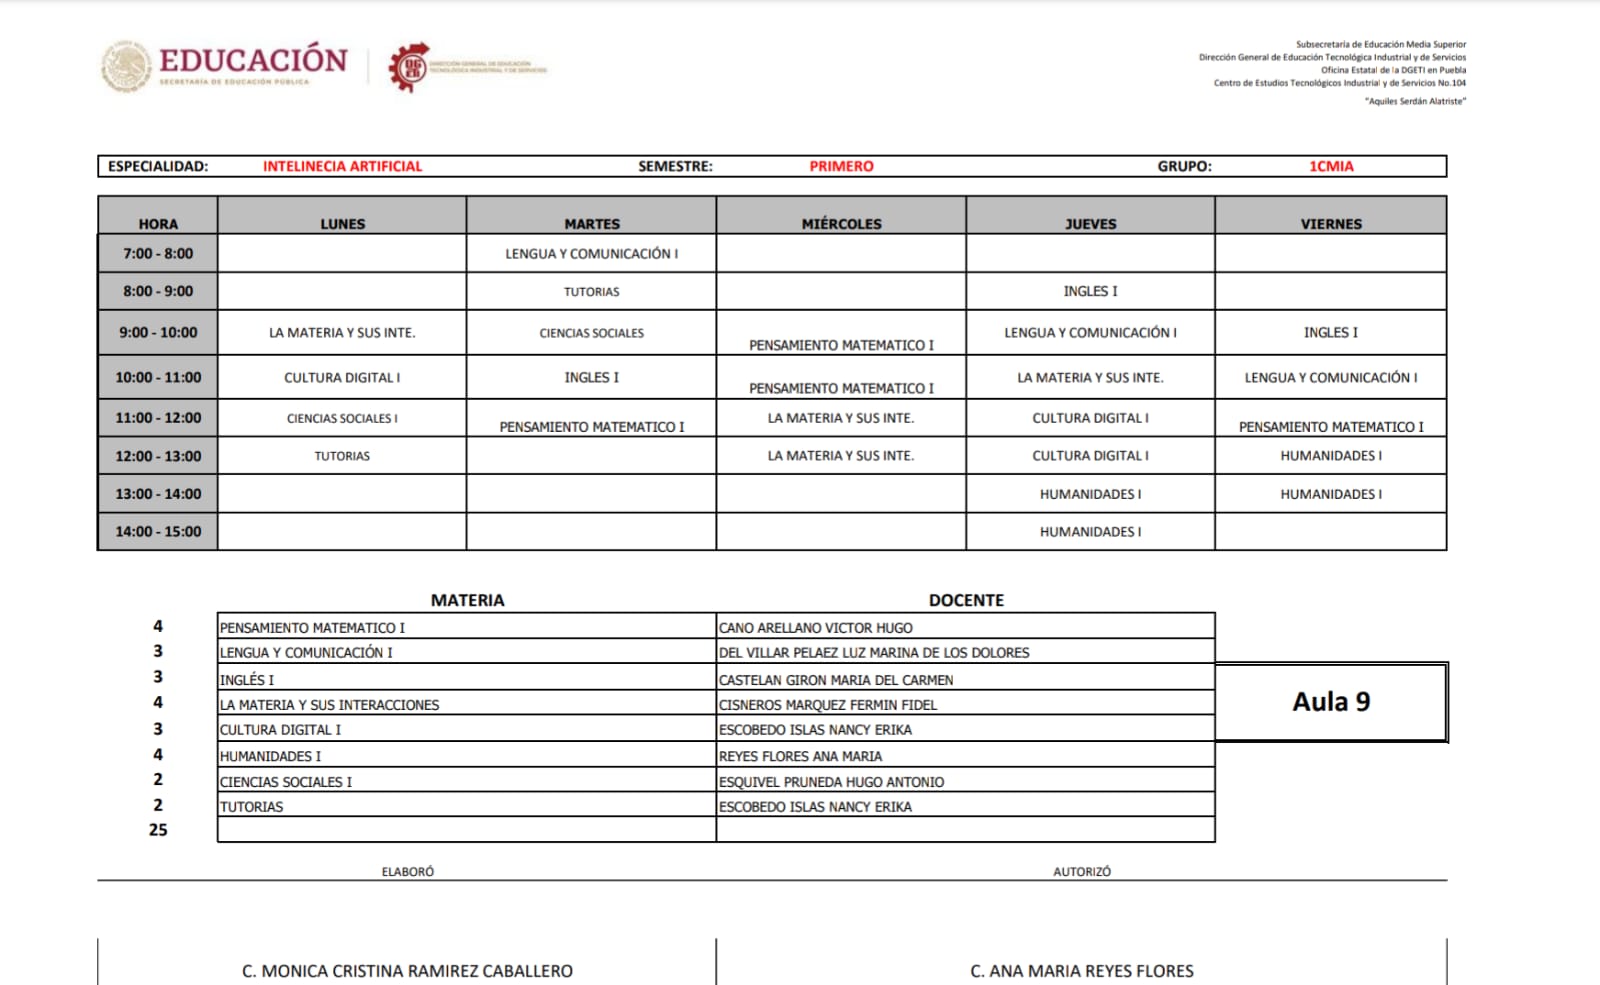 EDUCACIÓN
SECRETARÍA DE EDUCACIÓN PÚBLICA
DIRECCIÓN GENERAL DE EDUCACIÓN
TECNOLÓGICA INDUSTRIAL Y DE SERVICIOS
Subsecretaría de Educación Media Superior
Dirección General de Educación Tecnológica Industrial y de Servicios
Oficina Estatal de la DGETI en Puebla
Centro de Estudios Tecnológicos Industrial y de Servicios No.104
"Aquiles Serdán Alatriste"
ESPECIALIDAD: INTELINECIA ARTIFICIAL SEMESTRE: PRIMERO GRUPO: 1CMIA
HORA LUNES MARTES MIÉRCOLES JUEVES VIERNES
7:00 - 8:00 LENGUA Y COMUNICACIÓN I
8:00 - 9:00 TUTORIAS INGLES I
9:00 - 10:00 LA MATERIA Y SUS INTE. CIENCIAS SOCIALES PENSAMIENTO MATEMATICO I LENGUA Y COMUNICACIÓN I INGLES I
10:00 - 11:00 CULTURA DIGITAL I INGLES I PENSAMIENTO MATEMATICO I LA MATERIA Y SUS INTE. LENGUA Y COMUNICACIÓN I
11:00 - 12:00 CIENCIAS SOCIALES I PENSAMIENTO MATEMATICO I LA MATERIA Y SUS INTE. CULTURA DIGITAL I PENSAMIENTO MATEMATICO I
12:00 - 13:00 TUTORIAS LA MATERIA Y SUS INTE. CULTURA DIGITAL I HUMANIDADES I
13:00 - 14:00 HUMANIDADES I HUMANIDADES I
14:00 - 15:00 HUMANIDADES I
MATERIA DOCENTE
4 PENSAMIENTO MATEMATICO I CANO ARELLANO VICTOR HUGO
3 LENGUA Y COMUNICACIÓN I DEL VILLAR PELAEZ LUZ MARINA DE LOS DOLORES
3 INGLÉS I CASTELAN GIRON MARIA DEL CARMEN
4 LA MATERIA Y SUS INTERACCIONES CISNEROS MARQUEZ FERMIN FIDEL
3 CULTURA DIGITAL I ESCOBEDO ISLAS NANCY ERIKA
4 HUMANIDADES I REYES FLORES ANA MARIA
2 CIENCIAS SOCIALES I ESQUIVEL PRUNEDA HUGO ANTONIO
2 TUTORIAS ESCOBEDO ISLAS NANCY ERIKA
25
Aula 9
ELABORÓ AUTORIZÓ
C. MONICA CRISTINA RAMIREZ CABALLERO C. ANA MARIA REYES FLORES